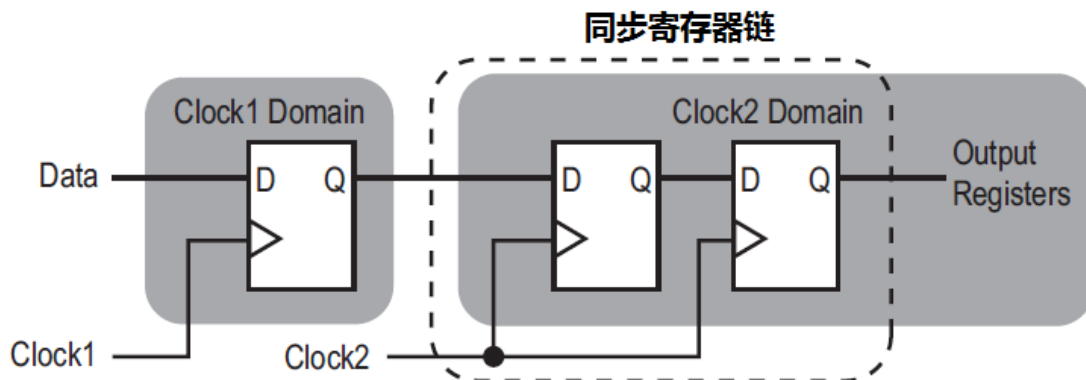 同步寄存器链
Clock1 Domain
Clock2 Domain
Data
D
Q
D
Q
D
Q
Output
Registers
Clock1
Clock2